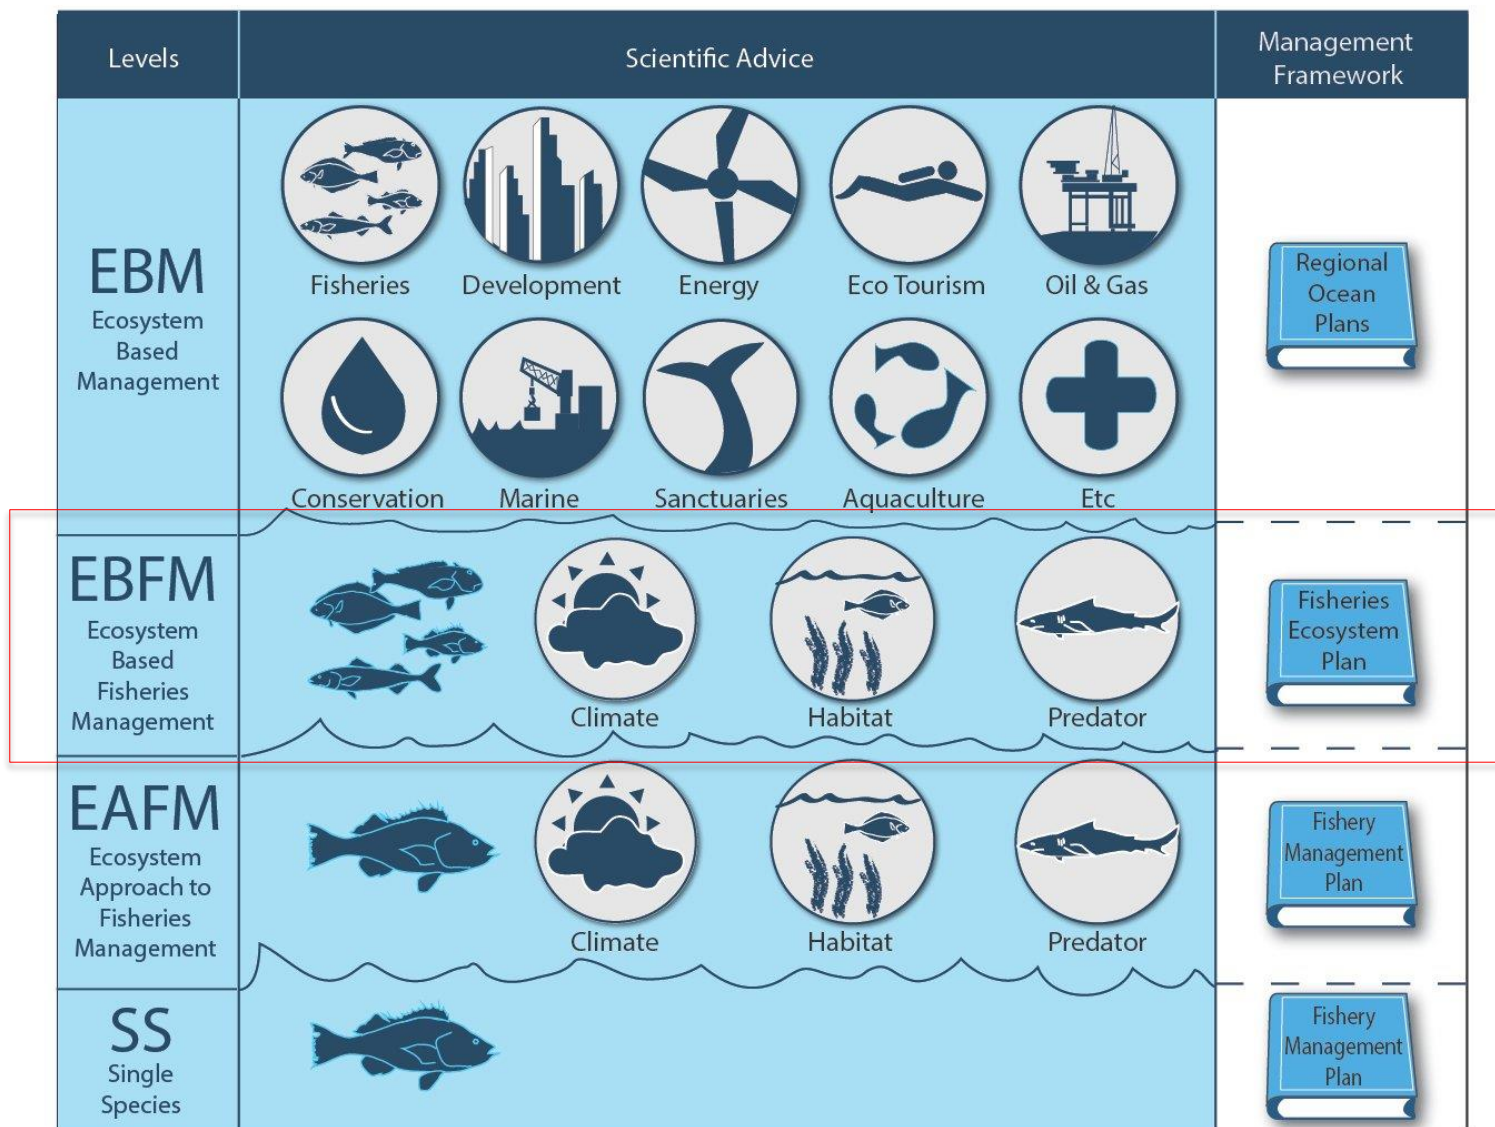 Levels
Scientific Advice
Management
Framework
EBM
Ecosystem
Based
Management
Fisheries
Development
Energy
Eco Tourism
Oil & Gas
Conservation
Marine
Sanctuaries
Aquaculture
Etc
Regional
Ocean
Plans
EBFM
Ecosystem
Based
Fisheries
Management
Climate
Habitat
Predator
Fisheries
Ecosystem
Plan
EAFM
Ecosystem
Approach to
Fisheries
Management
Climate
Habitat
Predator
Fishery
Management
Plan
SS
Single
Species
Fishery
Management
Plan